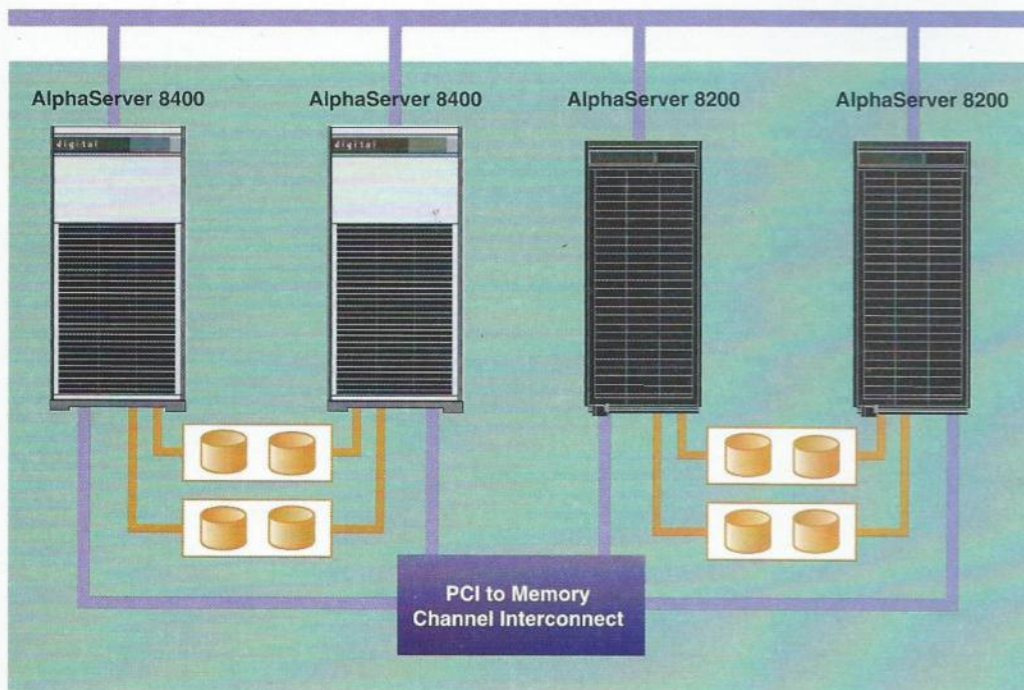 AlphaServer 8400
AlphaServer 8400
AlphaServer 8200
AlphaServer 8200
digital
digital
PCI to Memory
Channel Interconnect